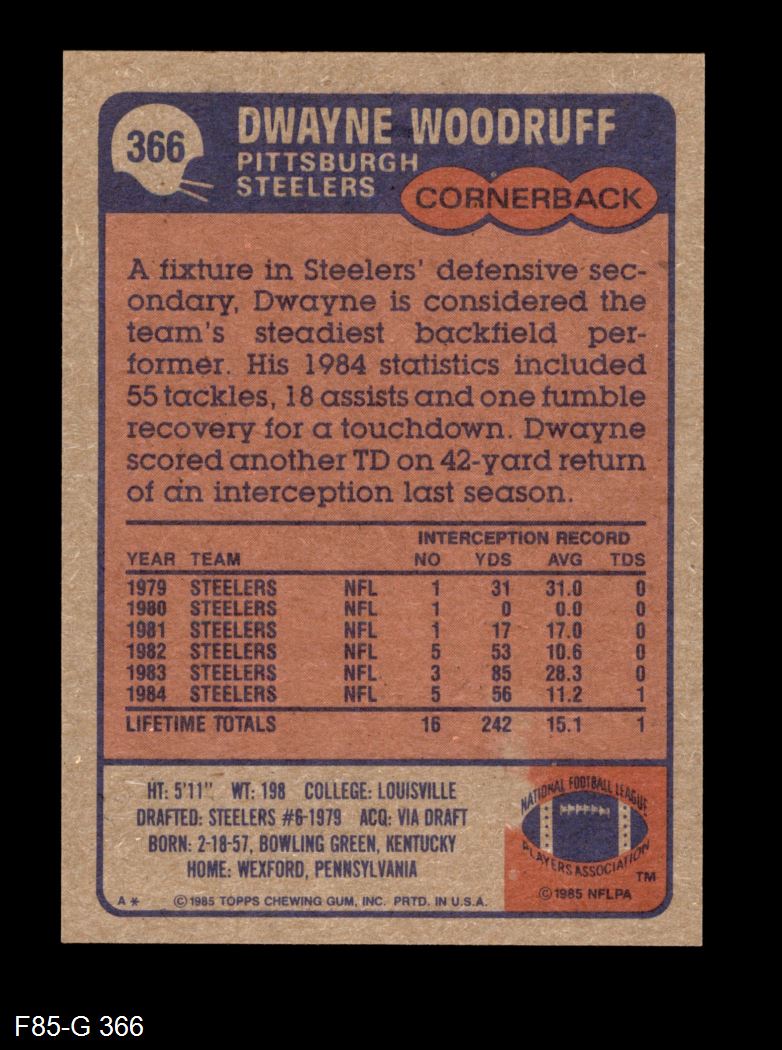 366
DWAYNE WOODRUFF
PITTSBURGH
STEELERS
CORNERBACK
A fixture in Steelers' defensive sec-
ondary, Dwayne is considered the
team's steadiest backfield per-
former. His 1984 statistics included
55 tackles, 18 assists and one fumble
recovery for a touchdown. Dwayne
scored another TD on 42-yard return
of an interception last season.
INTERCEPTION RECORD
YEAR TEAM NO YDS AVG TDS
1979 STEELERS NFL 1 31 31.0 0
1980 STEELERS NFL 1 0 0.0 0
1981 STEELERS NFL 1 17 17.0 0
1982 STEELERS NFL 5 53 10.6 0
1983 STEELERS NFL 3 85 28.3 0
1984 STEELERS NFL 5 56 11.2 1
LIFETIME TOTALS 16 242 15.1 1
HT: 5'11" WT: 198 COLLEGE: LOUISVILLE
DRAFTED: STEELERS #6-1979 ACQ: VIA DRAFT
BORN: 2-18-57, BOWLING GREEN, KENTUCKY
HOME: WEXFORD, PENNSYLVANIA
A * © 1985 TOPPS CHEWING GUM, INC. PRTD. IN U.S.A.
NATIONAL FOOTBALL LEAGUE
PLAYERS ASSOCIATION
TM
© 1985 NFLPA
F85-G 366